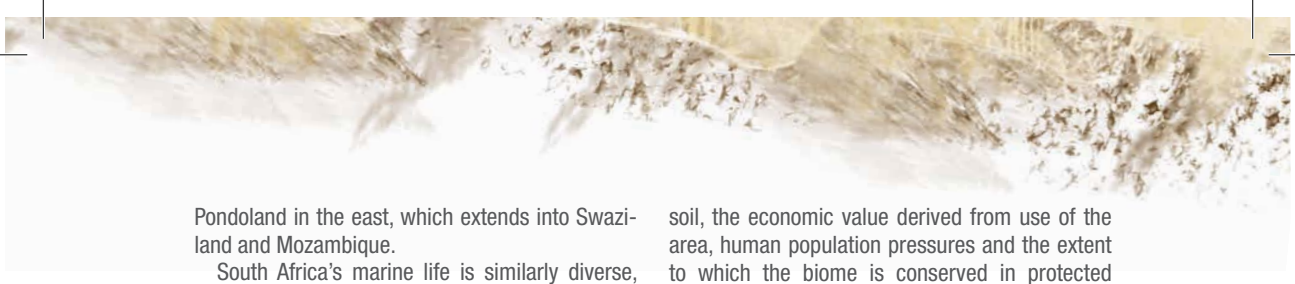 Pondoland in the east, which extends into Swazi-
land and Mozambique.
South Africa's marine life is similarly diverse,
soil, the economic value derived from use of the
area, human population pressures and the extent
to which the biome is conserved in protected